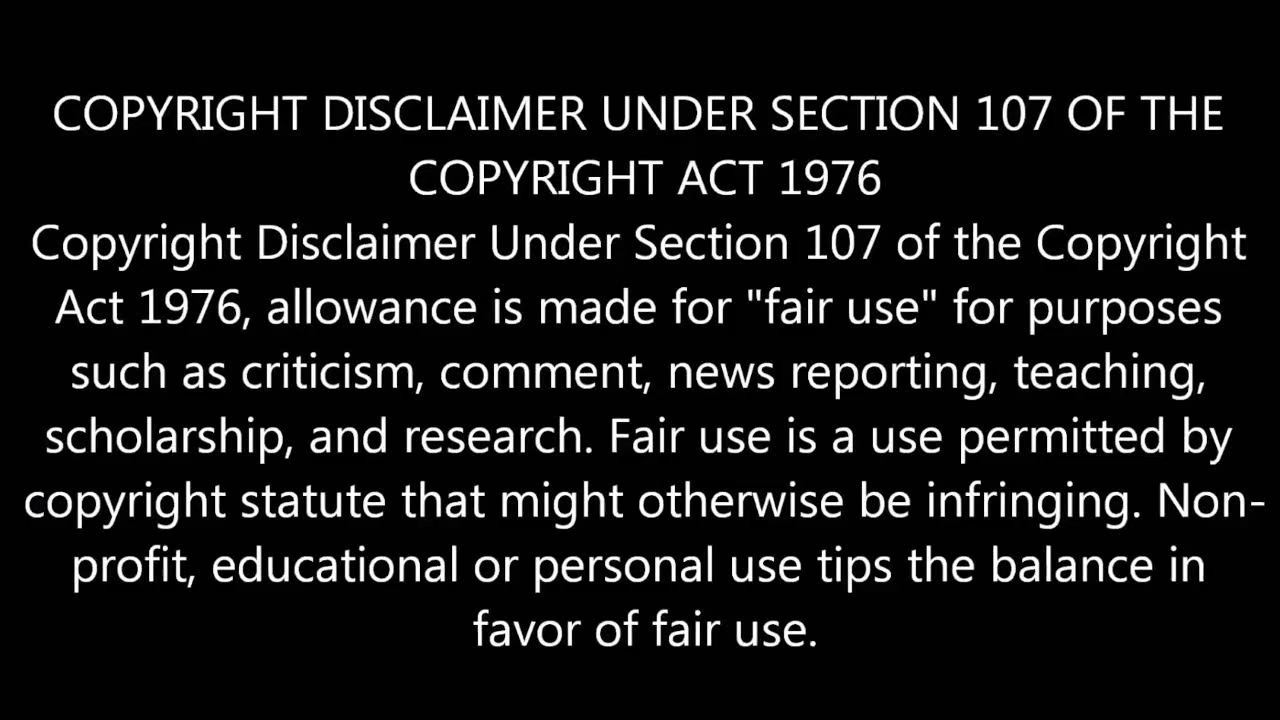 COPYRIGHT DISCLAIMER UNDER SECTION 107 OF THE
COPYRIGHT ACT 1976
Copyright Disclaimer Under Section 107 of the Copyright
Act 1976, allowance is made for "fair use" for purposes
such as criticism, comment, news reporting, teaching,
scholarship, and research. Fair use is a use permitted by
copyright statute that might otherwise be infringing. Non-
profit, educational or personal use tips the balance in
favor of fair use.